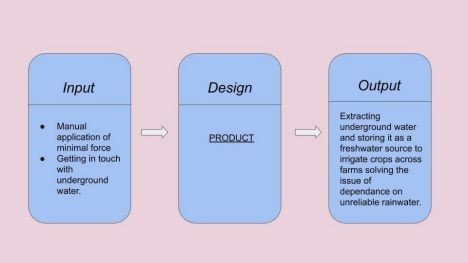 Input
● Manual
application of
minimal force
● Getting in touch
with
underground
water.
Design
PRODUCT
Output
Extracting
underground water
and storing it as a
freshwater source to
irrigate crops across
farms solving the
issue of
dependance on
unreliable rainwater.